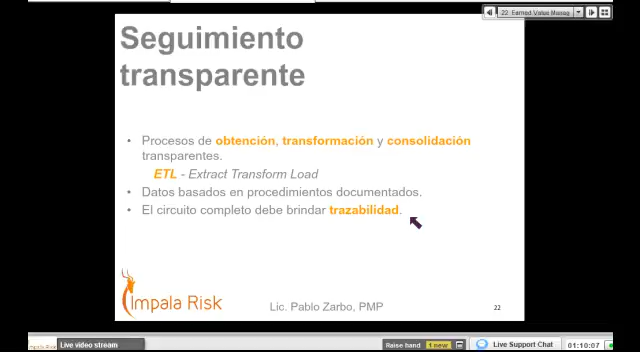 22. Earned Value Manag
Seguimiento
transparente
• Procesos de obtención, transformación y consolidación
transparentes.
ETL - Extract Transform Load
• Datos basados en procedimientos documentados.
• El circuito completo debe brindar trazabilidad.
Impala Risk
Lic. Pablo Zarbo, PMP
22
Impala Risk
Live video stream
Raise hand
1 new
Live Support Chat
01:10:07